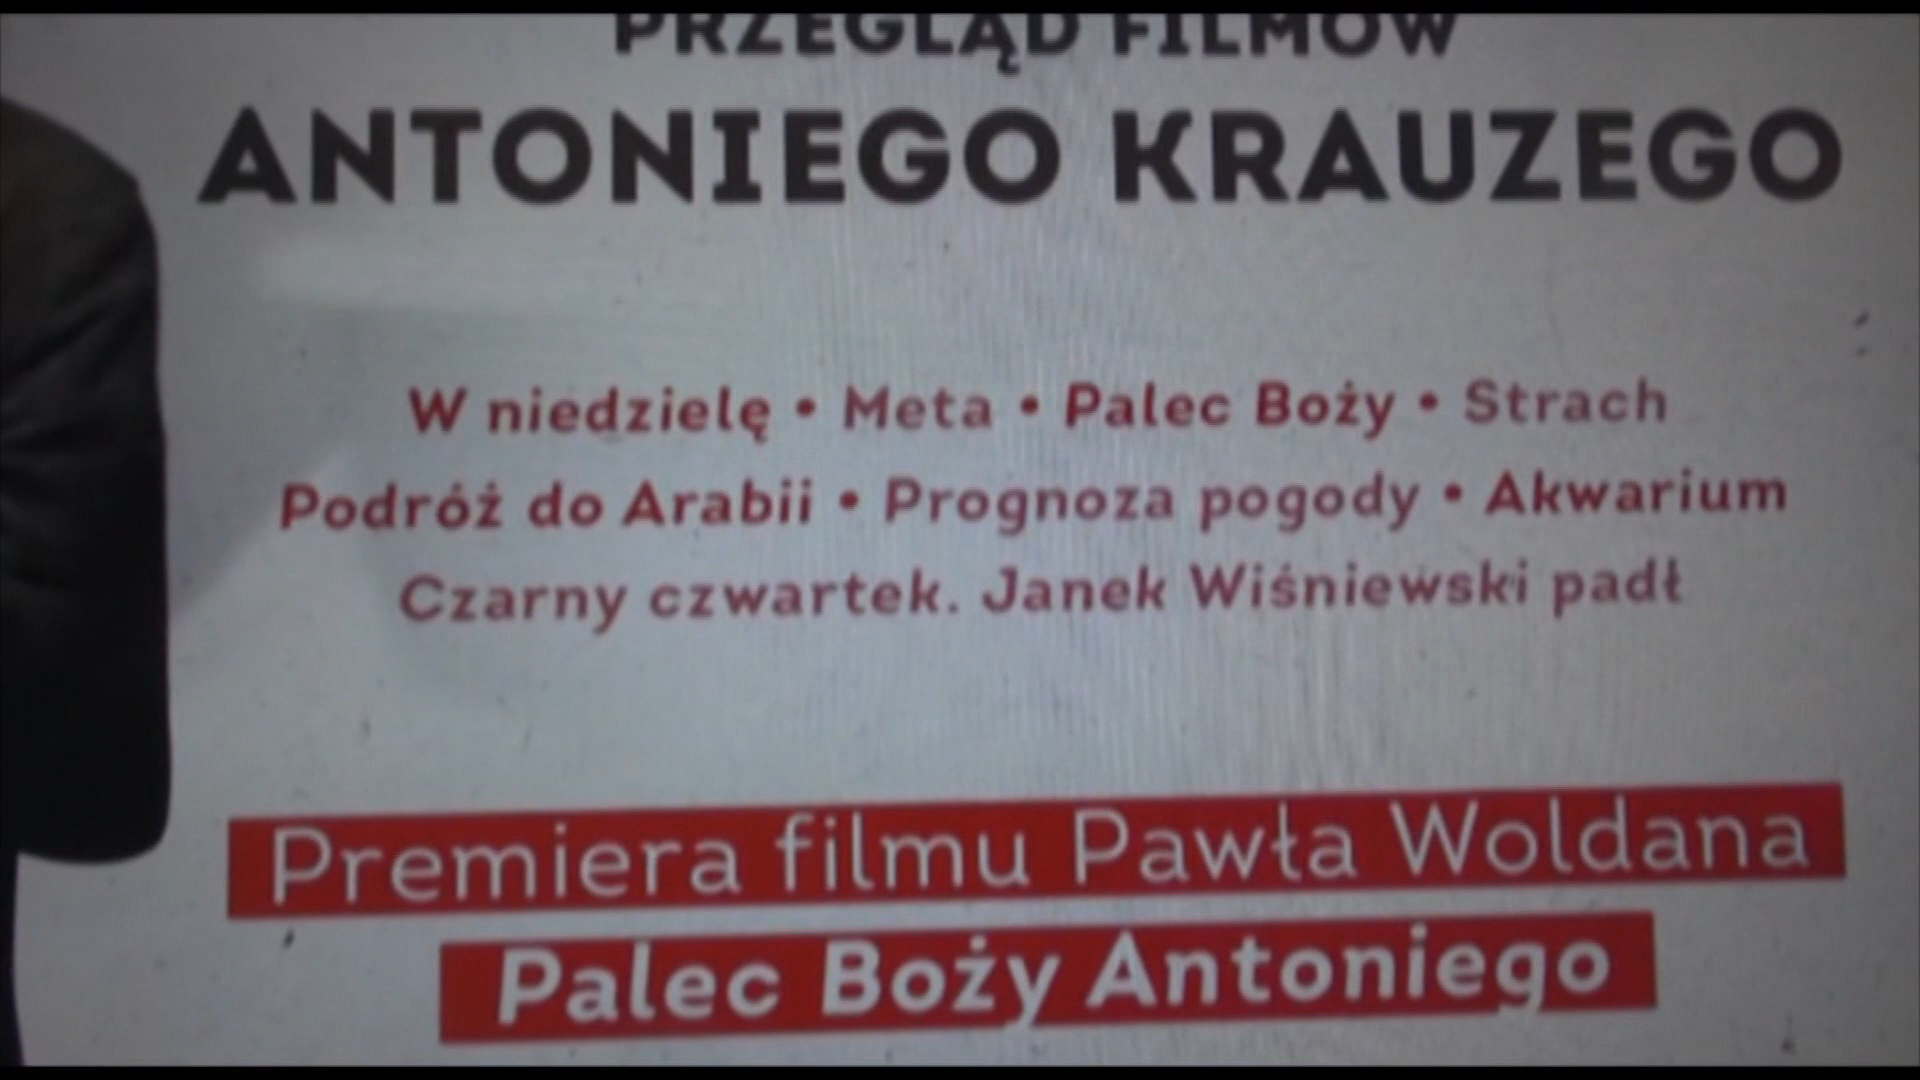 PRZEGLĄD FILMÓW
ANTONIEGO KRAUZEGO
W niedzielę • Meta • Palec Boży • Strach
Podróż do Arabii • Prognoza pogody • Akwarium
Czarny czwartek. Janek Wiśniewski padł
Premiera filmu Pawła Woldana
Palec Boży Antoniego